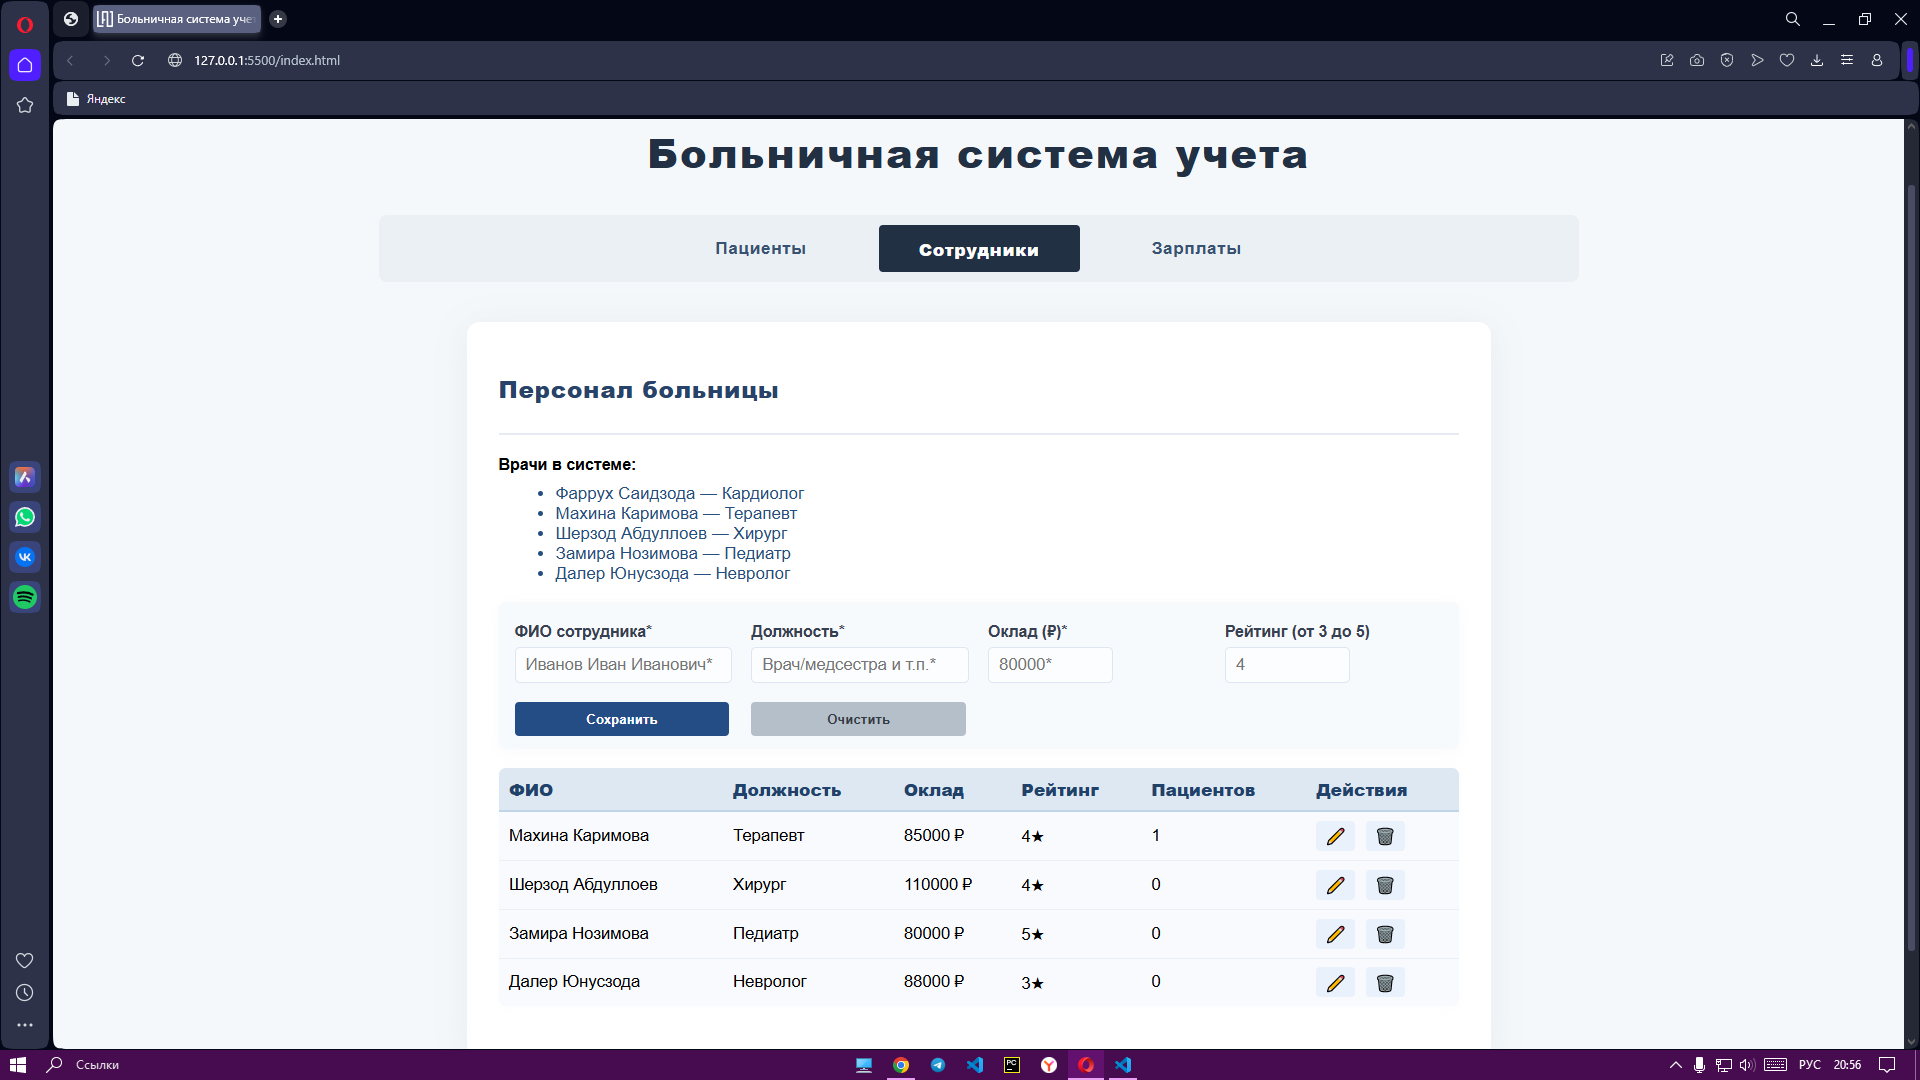 Больничная система уче
127.0.0.1:5500/index.html
Яндекс
Больничная система учета
Пациенты
Сотрудники
Зарплаты
Персонал больницы
Врачи в системе:
• Фаррух Саидзода — Кардиолог
• Махина Каримова — Терапевт
• Шерзод Абдуллоев — Хирург
• Замира Нозимова — Педиатр
• Далер Юнусзода — Невролог
ФИО сотрудника* Должность* Оклад (₽)* Рейтинг (от 3 до 5)
Иванов Иван Иванович* Врач/медсестра и т.п.* 80000* 4
Сохранить Очистить
ФИО Должность Оклад Рейтинг Пациентов Действия
Махина Каримова Терапевт 85000 ₽ 4★ 1
Шерзод Абдуллоев Хирург 110000 ₽ 4★ 0
Замира Нозимова Педиатр 80000 ₽ 5★ 0
Далер Юнусзода Невролог 88000 ₽ 3★ 0
Ссылки
PC
РУС 20:56